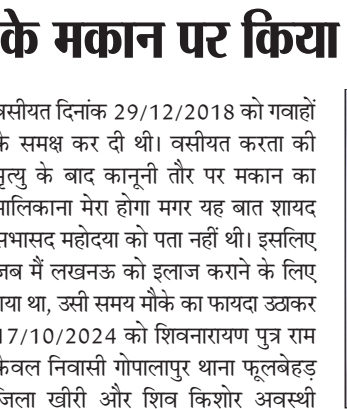 के मकान पर किया
वसीयत दिनांक 29/12/2018 को गवाहों
के समक्ष कर दी थी। वसीयत करता की
मृत्यु के बाद कानूनी तौर पर मकान का
मालिकाना मेरा होगा मगर यह बात शायद
सभासद महोदया को पता नहीं थी। इसलिए
जब मैं लखनऊ को इलाज कराने के लिए
गया था, उसी समय मौके का फायदा उठाकर
17/10/2024 को शिवनारायण पुत्र राम
केवल निवासी गोपालापुर थाना फूलबेहड़
जिला खीरी और शिव किशोर अवस्थी